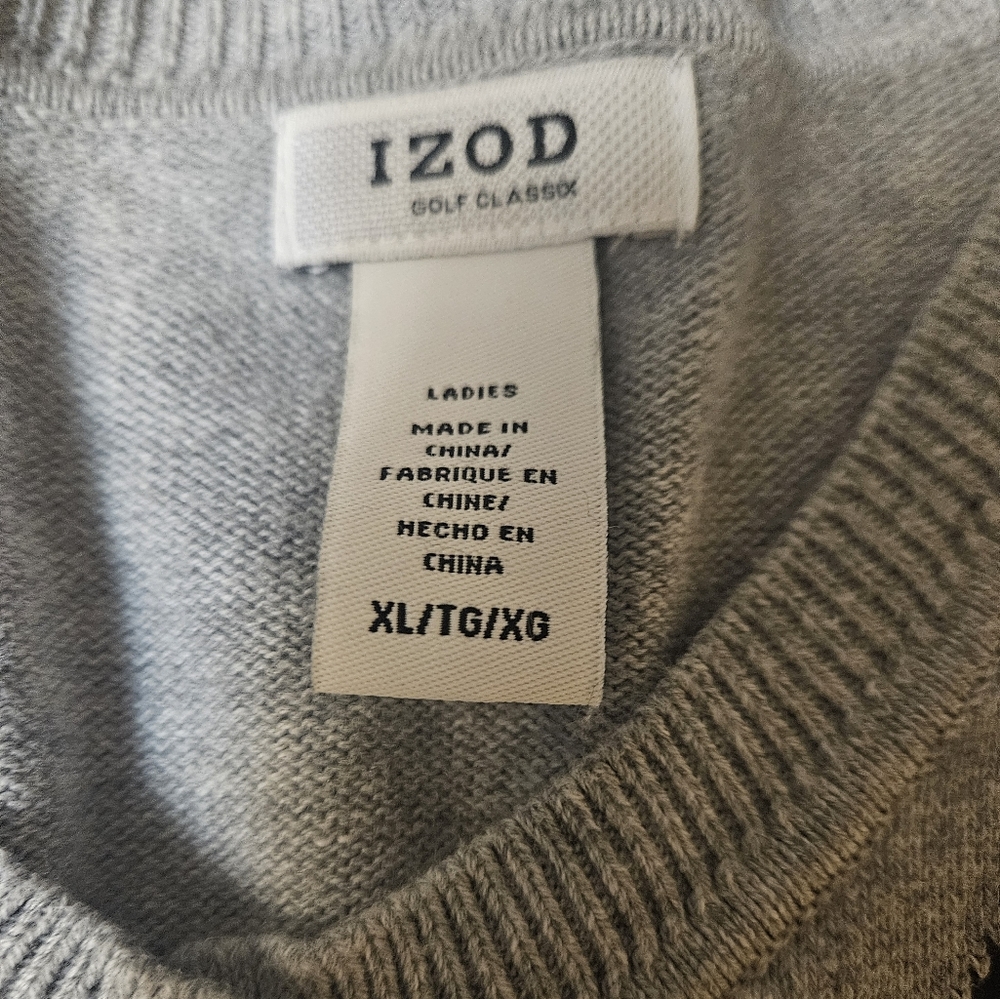 IZOD
GOLF CLASSIX
LADIES
MADE IN
CHINA/
FABRIQUE EN
CHINE/
HECHO EN
CHINA
XL/TG/XG